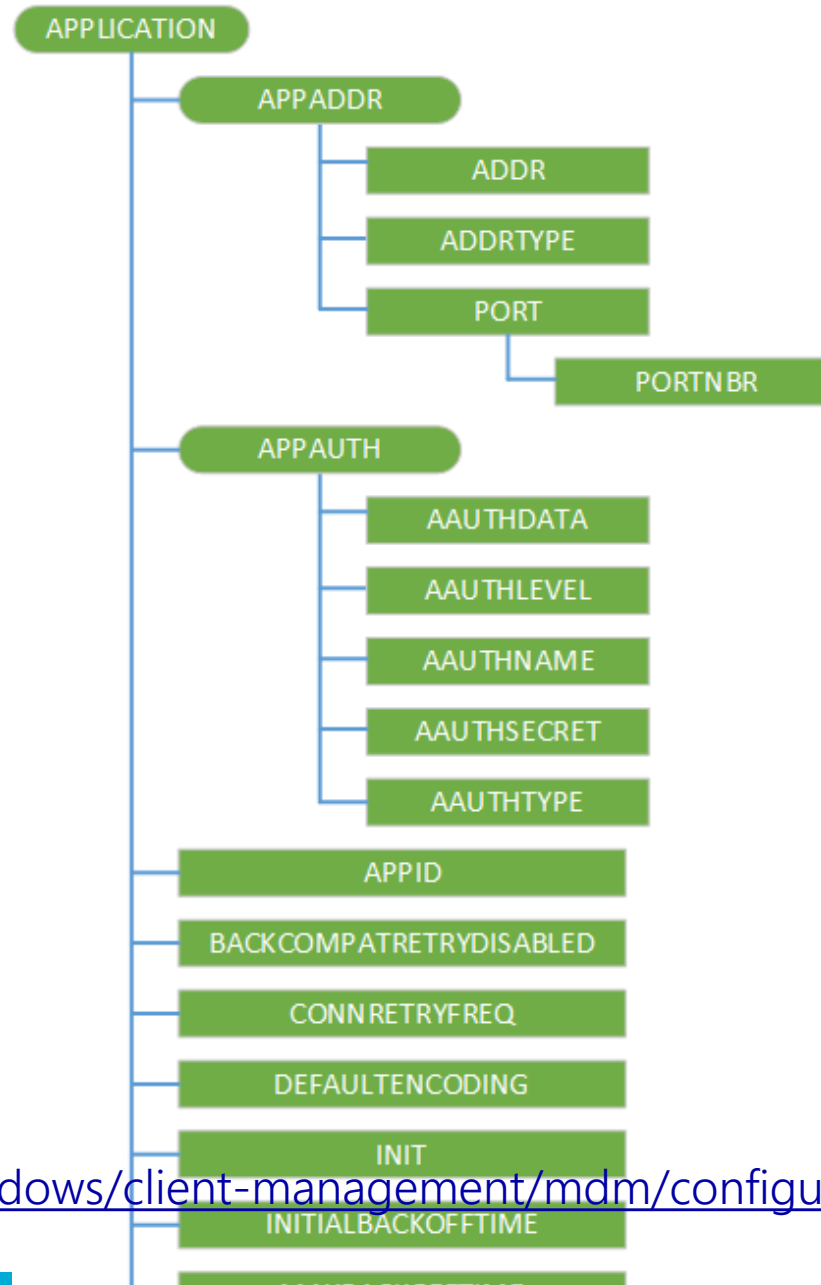 APPLICATION
APPADDR
ADDR
ADDRTYPE
PORT
PORTNBR
APPAUTH
AAUTHDATA
AAUTHLEVEL
AAUTHNAME
AAUTHSECRET
AAUTHTYPE
APPID
BACKCOMPATRETRYDISABLED
CONNRETRYFREQ
DEFAULTENCODING
INIT
dows/client-management/mdm/configu
INITIALBACKOFFTIME